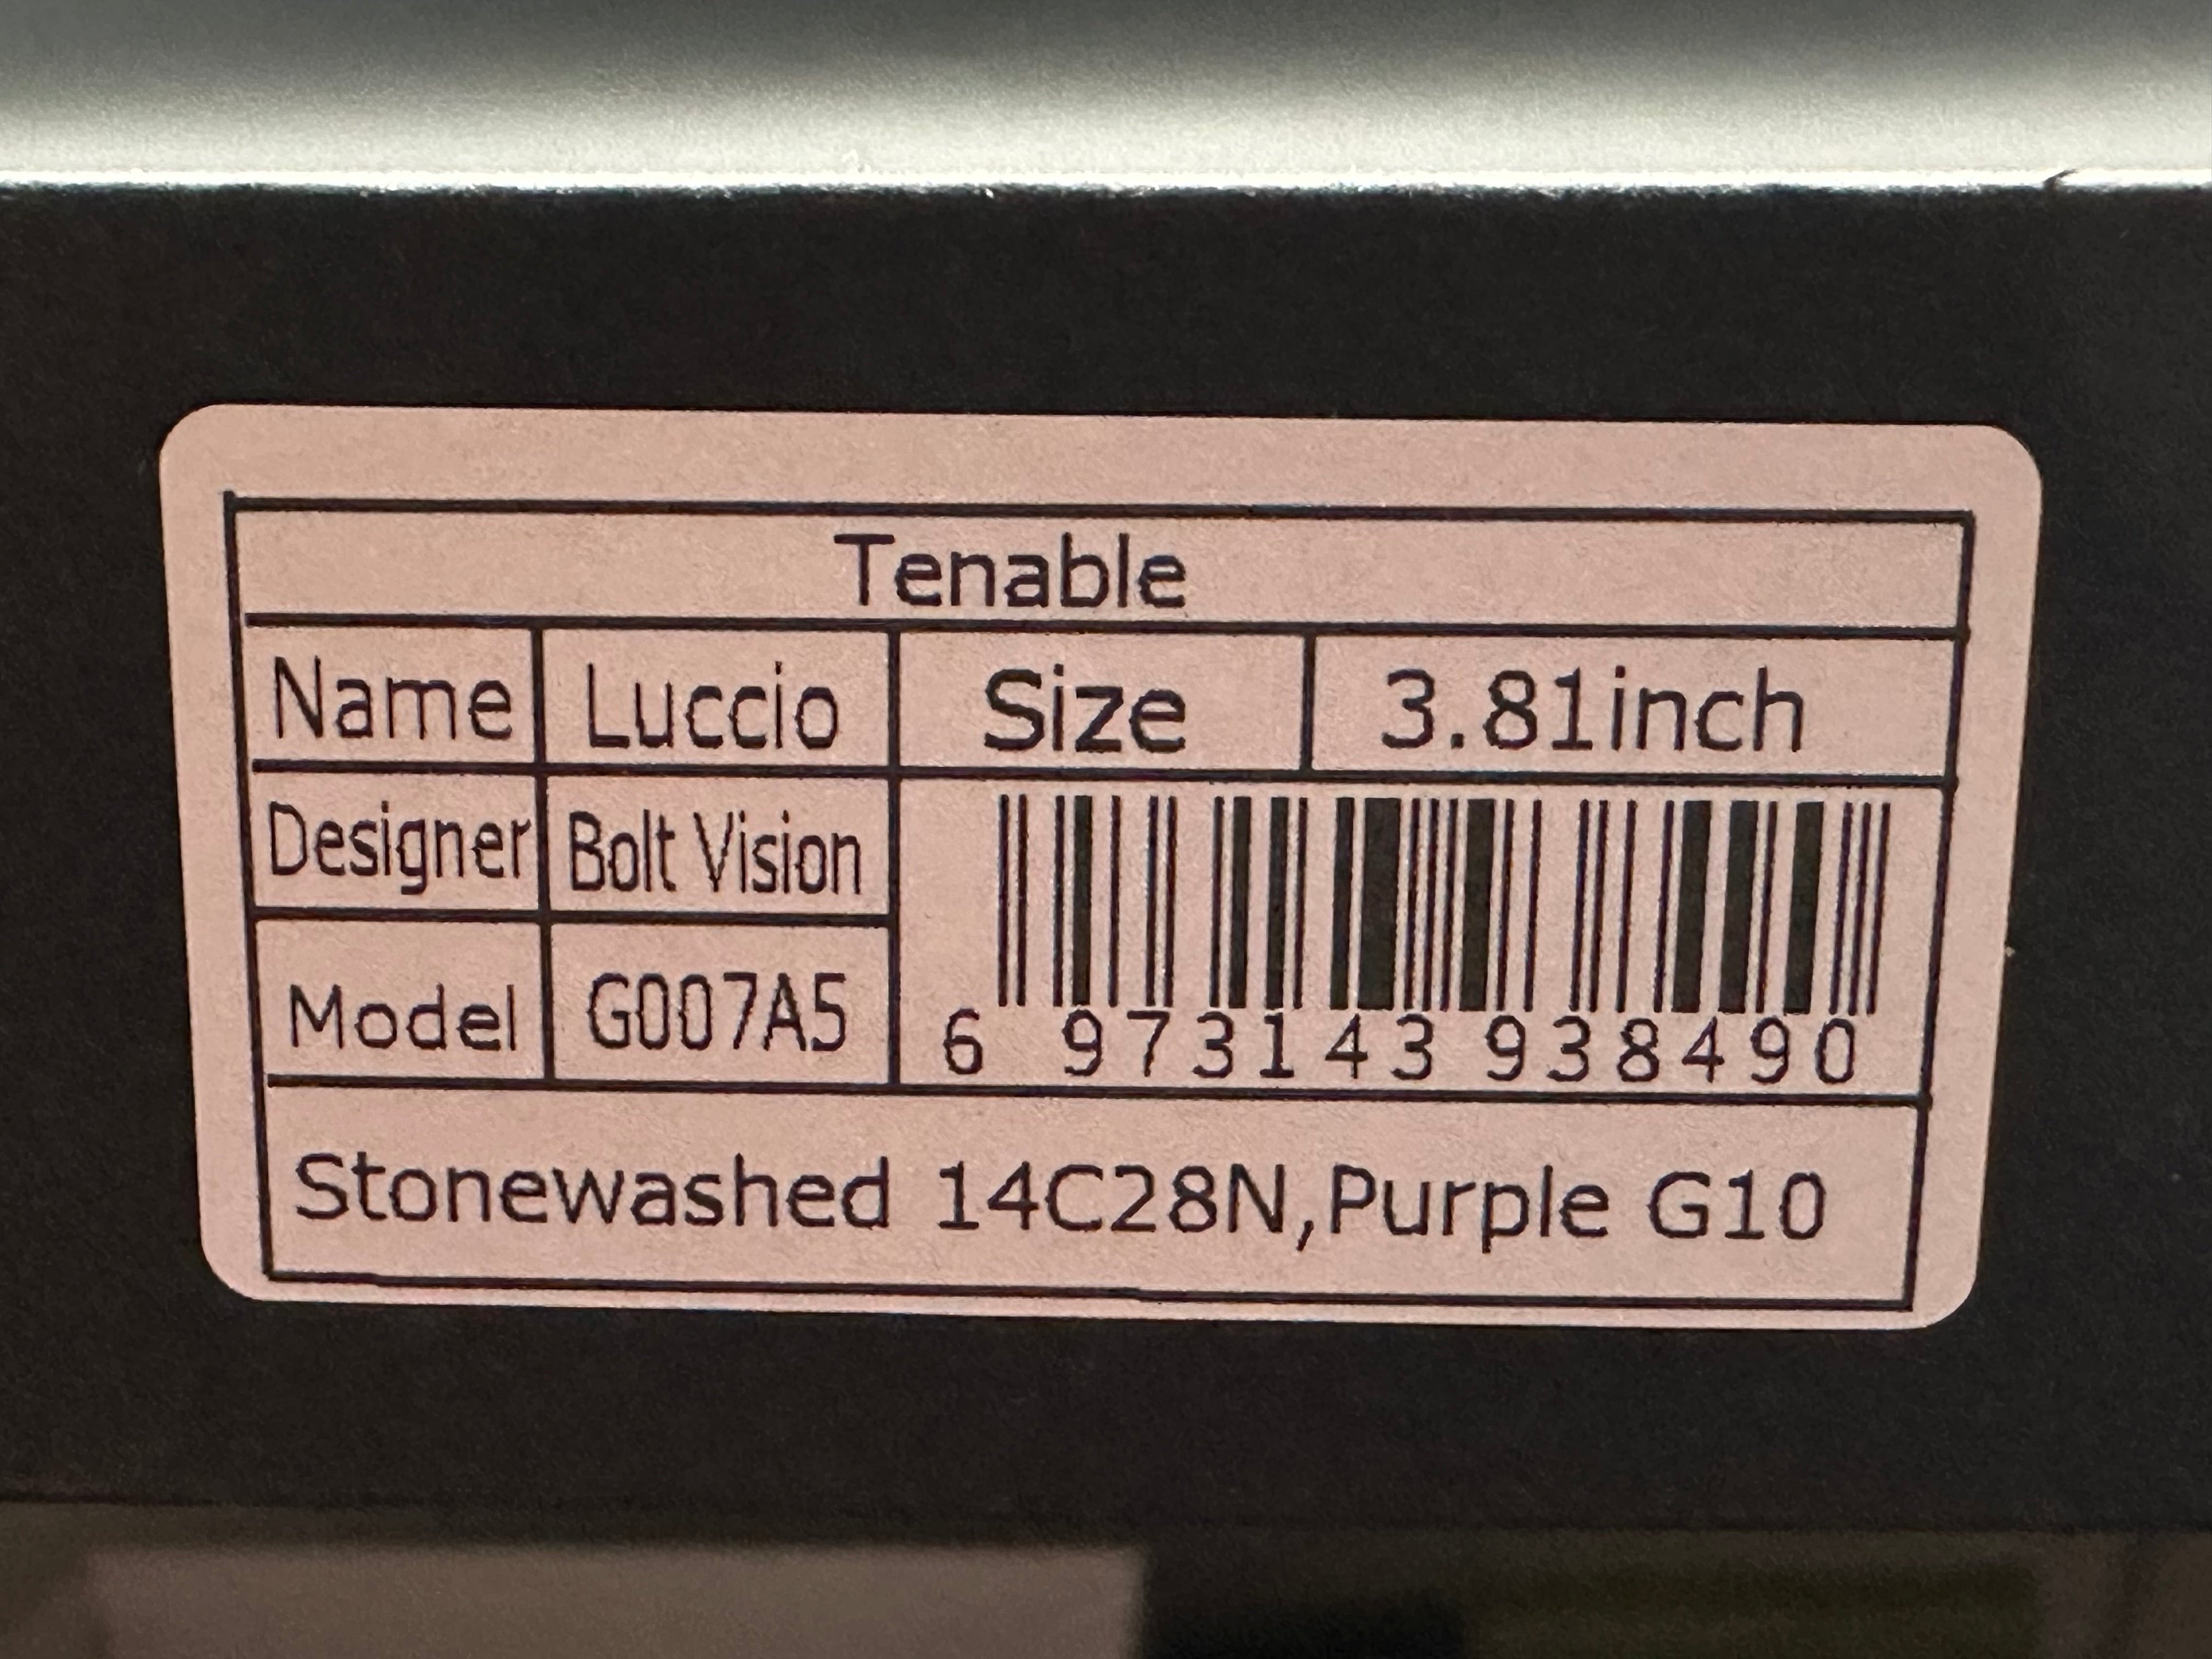 Tenable
Name Luccio Size 3.81inch
Designer Bolt Vision
Model G007A5
6 973143 938490
Stonewashed 14C28N,Purple G10